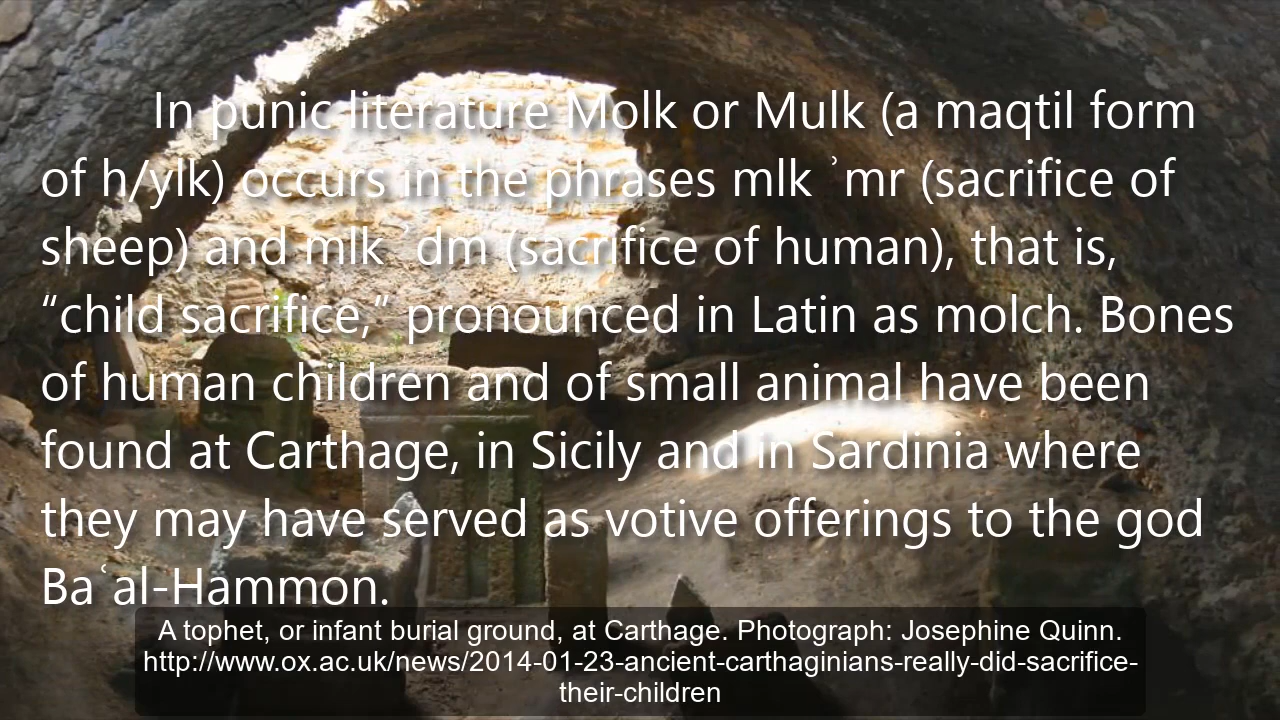 In punic literature Molk or Mulk (a maqtil form
of h/ylk) occurs in the phrases mlk ʾmr (sacrifice of
sheep) and mlk ʾdm (sacrifice of human), that is,
“child sacrifice,” pronounced in Latin as molch. Bones
of human children and of small animal have been
found at Carthage, in Sicily and in Sardinia where
they may have served as votive offerings to the god
Baʿal-Hammon.
A tophet, or infant burial ground, at Carthage. Photograph: Josephine Quinn.
http://www.ox.ac.uk/news/2014-01-23-ancient-carthaginians-really-did-sacrifice-
their-children